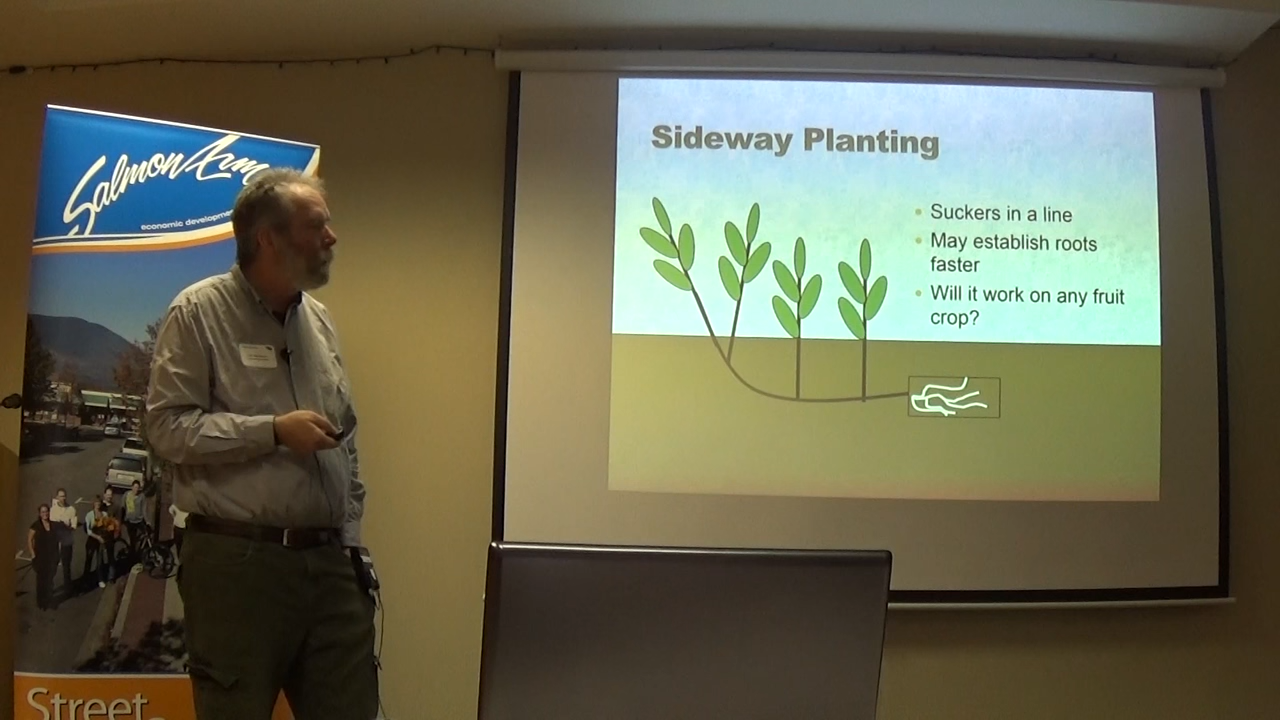 Salmon Arm
economic developme
Street
Sideway Planting
Suckers in a line
May establish roots
faster
Will it work on any fruit
crop?